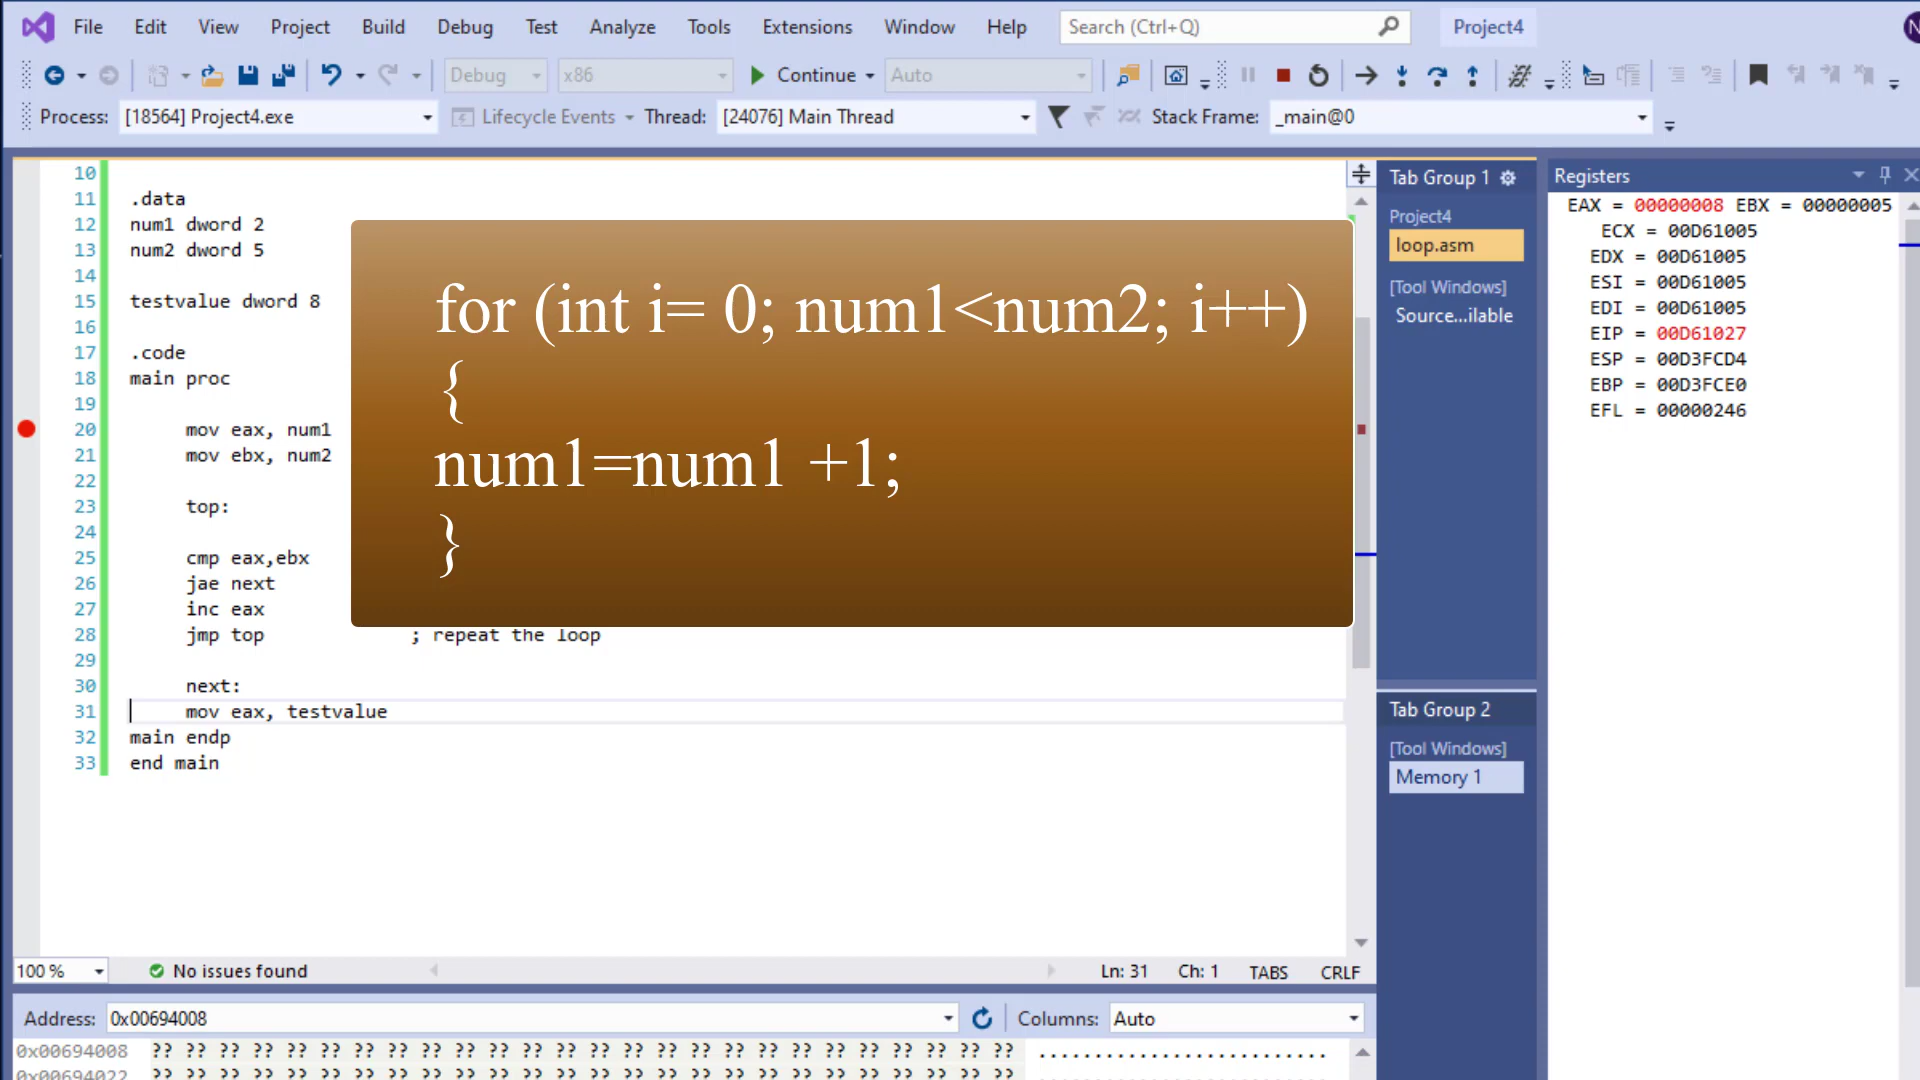 File Edit View Project Build Debug Test Analyze Tools Extensions Window Help Search (Ctrl+Q) Project4
Debug x86 Continue Auto
Process: [18564] Project4.exe Lifecycle Events Thread: [24076] Main Thread Stack Frame: _main@0
10
11 .data
12 num1 dword 2
13 num2 dword 5
14
15 testvalue dword 8
16
17 .code
18 main proc
19
20 mov eax, num1
21 mov ebx, num2
22
23 top:
24
25 cmp eax,ebx
26 jae next
27 inc eax
28 jmp top ; repeat the loop
29
30 next:
31 mov eax, testvalue
32 main endp
33 end main
for (int i= 0; num1<num2; i++)
{
num1=num1 +1;
}
Tab Group 1
Project4
loop.asm
[Tool Windows]
Source...ilable
Tab Group 2
[Tool Windows]
Memory 1
Registers
EAX = 00000008 EBX = 00000005
ECX = 00D61005
EDX = 00D61005
ESI = 00D61005
EDI = 00D61005
EIP = 00D61027
ESP = 00D3FCD4
EBP = 00D3FCE0
EFL = 00000246
100 % No issues found Ln: 31 Ch: 1 TABS CRLF
Address: 0x00694008 Columns: Auto
0x00694008 ?? ?? ?? ?? ?? ?? ?? ?? ?? ?? ?? ?? ?? ?? ?? ?? ?? ?? ?? ?? ?? ?? ?? ?? ?? ?? ..........................
0x00694022 ?? ?? ?? ?? ?? ?? ?? ?? ?? ?? ?? ?? ?? ?? ?? ?? ?? ?? ?? ?? ?? ?? ?? ?? ?? ??